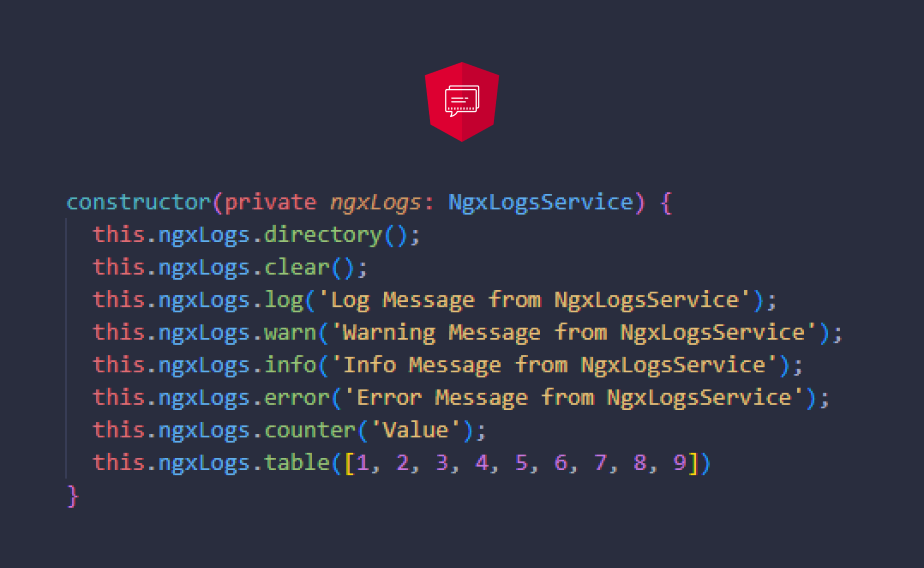 constructor(private ngxLogs: NgxLogsService) {
this.ngxLogs.directory();
this.ngxLogs.clear();
this.ngxLogs.log('Log Message from NgxLogsService');
this.ngxLogs.warn('Warning Message from NgxLogsService');
this.ngxLogs.info('Info Message from NgxLogsService');
this.ngxLogs.error('Error Message from NgxLogsService');
this.ngxLogs.counter('Value');
this.ngxLogs.table([1, 2, 3, 4, 5, 6, 7, 8, 9])
}